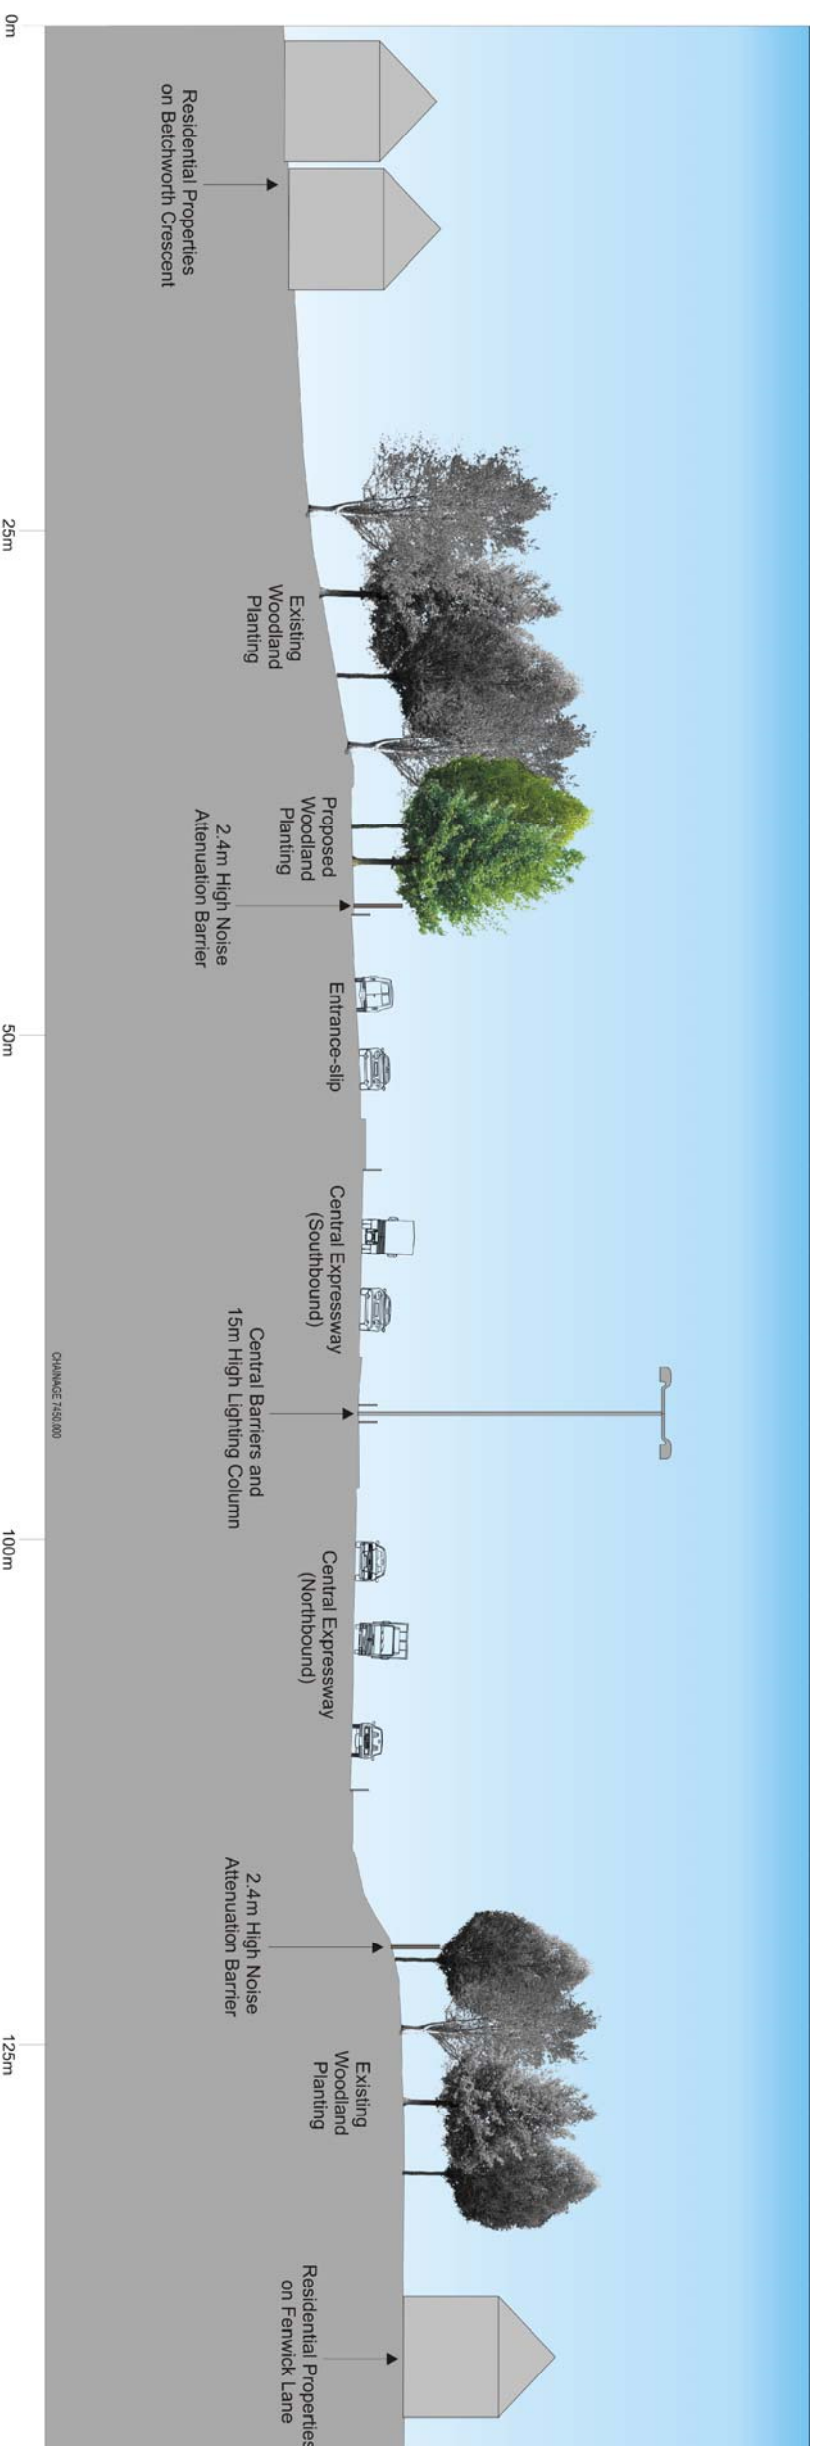 0m
Residential Properties
on Betchworth Crescent
25m
Existing
Woodland
Planting
Proposed
Woodland
Planting
2.4m High Noise
Attenuation Barrier
Entrance-slip
50m
Central Expressway
(Southbound)
Central Barriers and
15m High Lighting Column
CHAINAGE 7450.000
100m
Central Expressway
(Northbound)
2.4m High Noise
Attenuation Barrier
125m
Existing
Woodland
Planting
Residential Properties
on Fenwick Lane